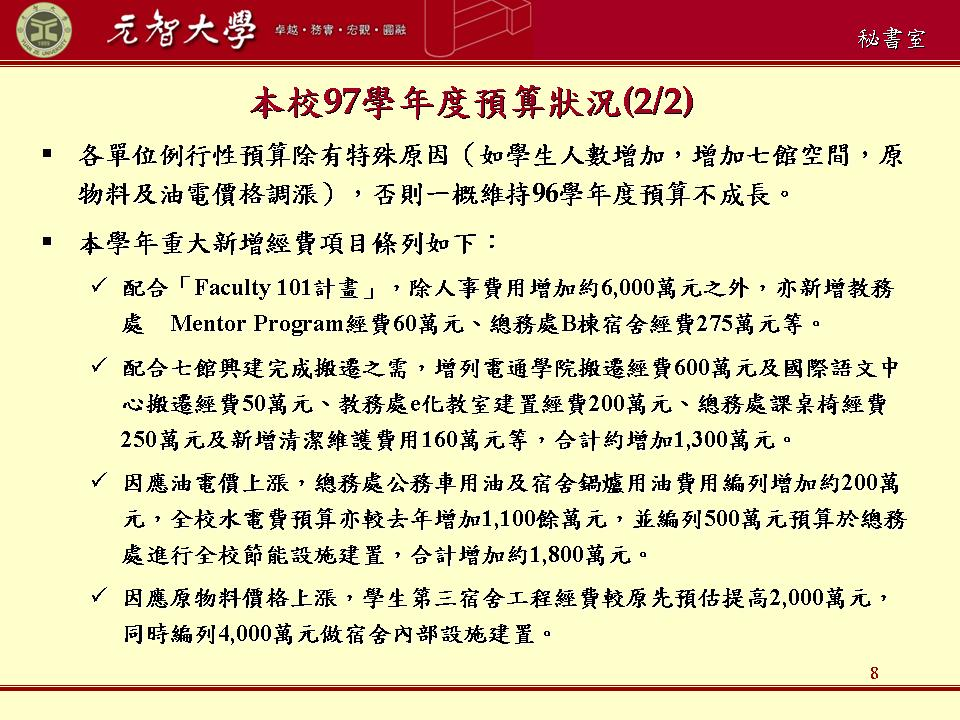 元智大學 卓越・務實・宏觀・圓融
秘書室
本校97學年度預算狀況(2/2)
▪ 各單位例行性預算除有特殊原因（如學生人數增加，增加七館空間，原
物料及油電價格調漲），否則一概維持96學年度預算不成長。
▪ 本學年重大新增經費項目條列如下：
✓ 配合「Faculty 101計畫」，除人事費用增加約6,000萬元之外，亦新增教務
處　Mentor Program經費60萬元、總務處B棟宿舍經費275萬元等。
✓ 配合七館興建完成搬遷之需，增列電通學院搬遷經費600萬元及國際語文中
心搬遷經費50萬元、教務處e化教室建置經費200萬元、總務處課桌椅經費
250萬元及新增清潔維護費用160萬元等，合計約增加1,300萬元。
✓ 因應油電價上漲，總務處公務車用油及宿舍鍋爐用油費用編列增加約200萬
元，全校水電費預算亦較去年增加1,100餘萬元，並編列500萬元預算於總務
處進行全校節能設施建置，合計增加約1,800萬元。
✓ 因應原物料價格上漲，學生第三宿舍工程經費較原先預估提高2,000萬元，
同時編列4,000萬元做宿舍內部設施建置。
8